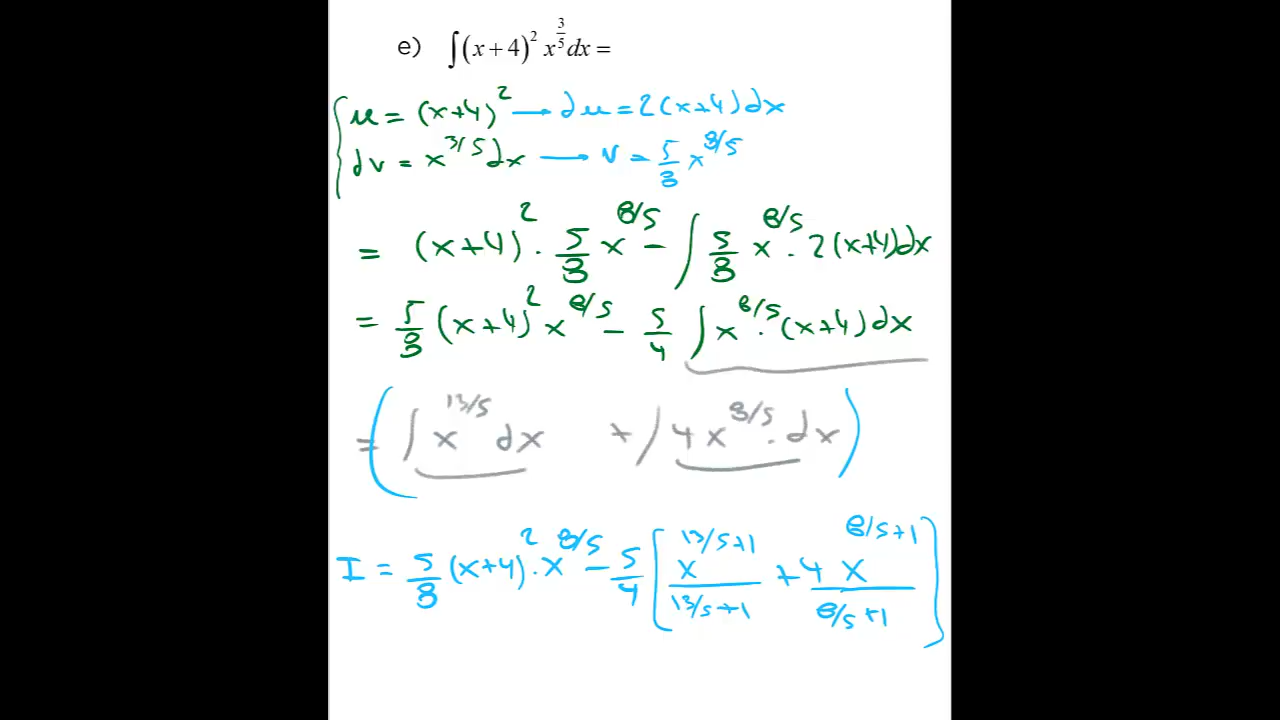 e) ∫(x+4)² x^(3/5) dx =
u = (x+4)² → du = 2(x+4)dx
dv = x^(3/5) dx → v = 5/8 x^(8/5)
= (x+4)² · 5/8 x^(8/5) − ∫ 5/8 x^(8/5) · 2(x+4)dx
= 5/8 (x+4)² x^(8/5) − 5/4 ∫ x^(8/5) · (x+4)dx
= (∫ x^(13/5) dx + ∫ 4x^(8/5) · dx)
I = 5/8 (x+4)² · x^(8/5) − 5/4 [x^(13/5+1) / (13/5+1) + 4 x^(8/5+1) / (8/5+1)]